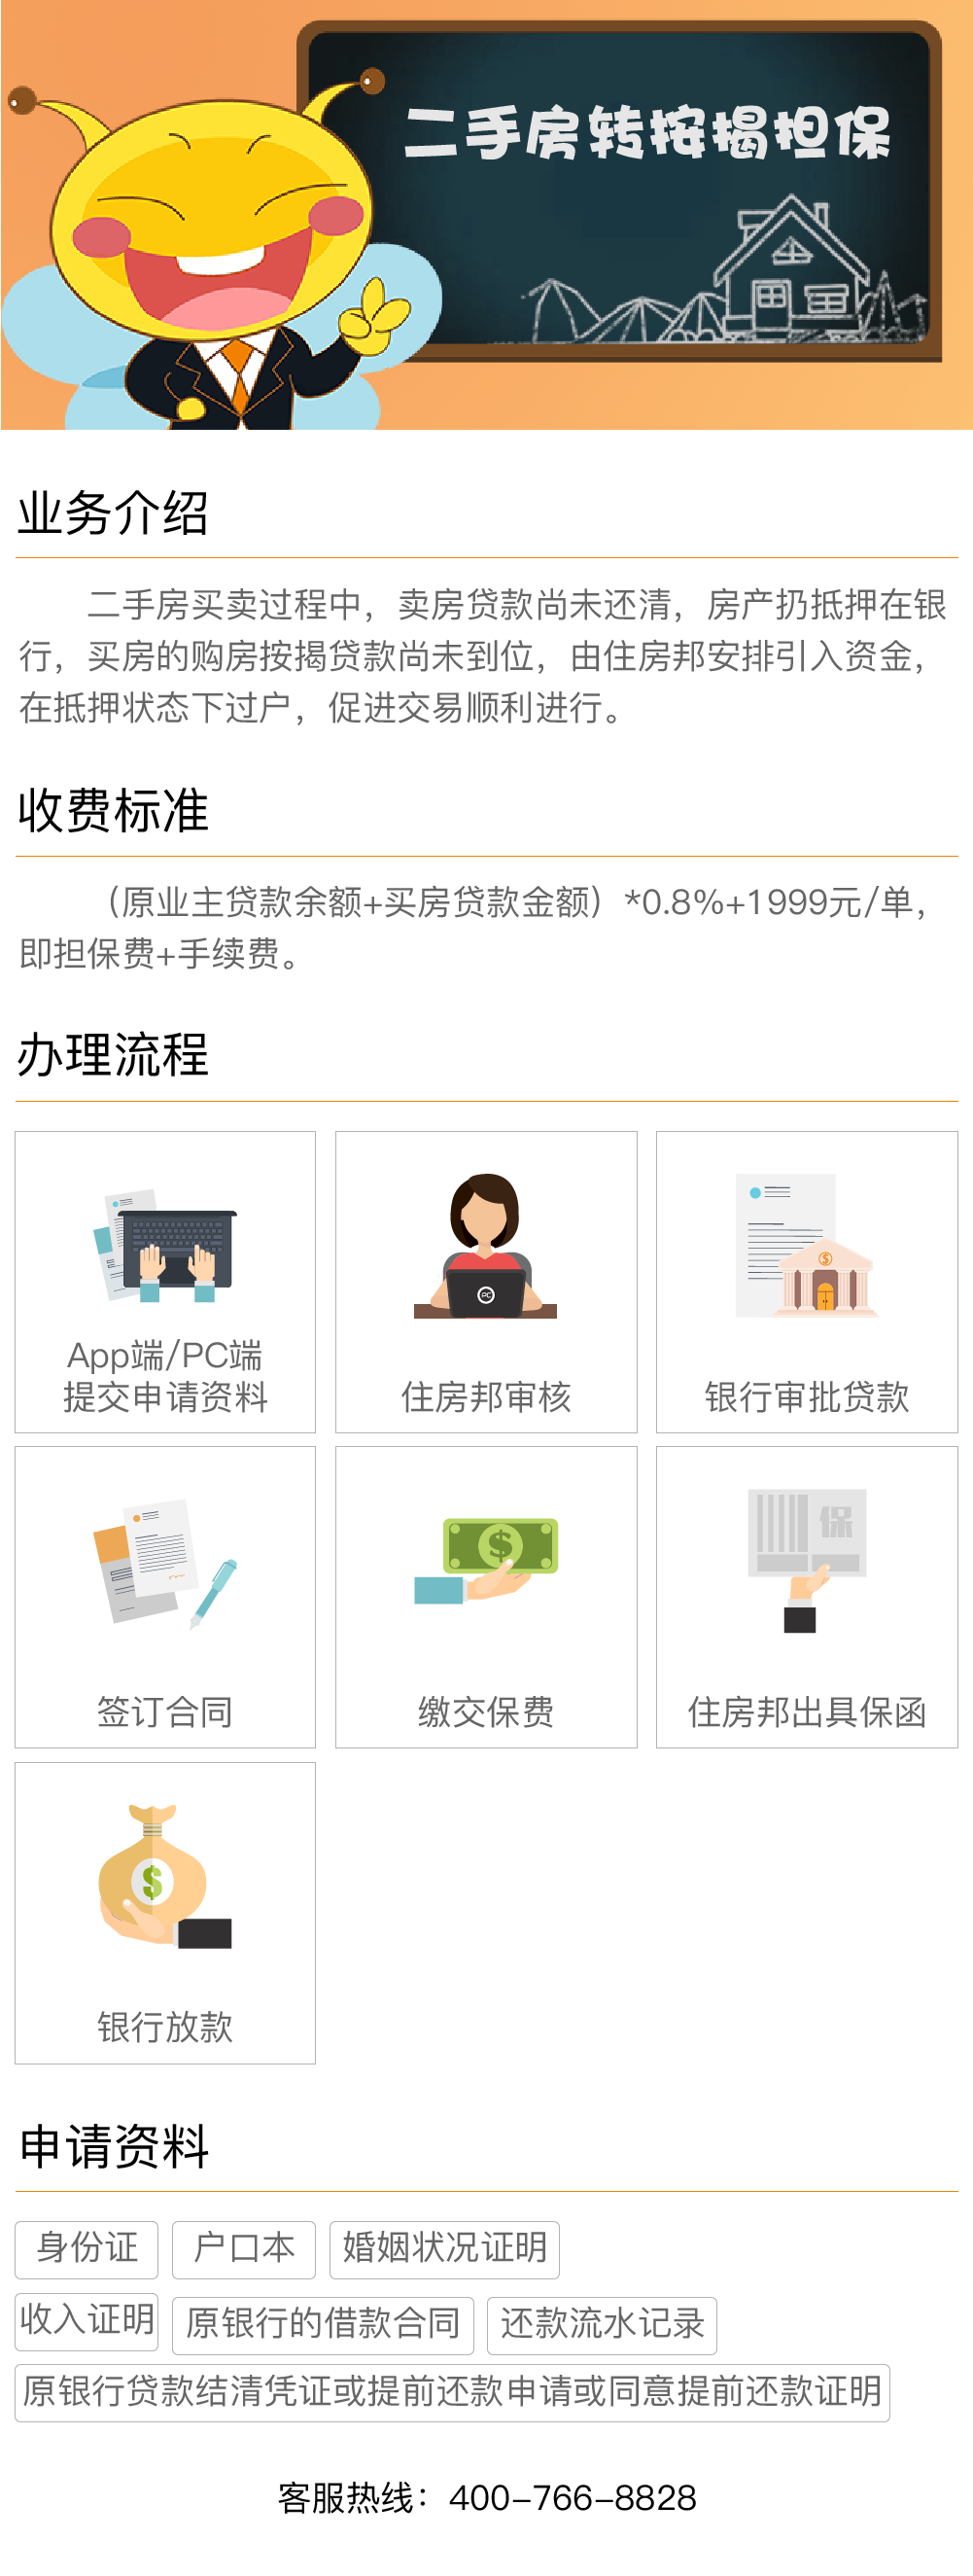 二手房转按揭担保
业务介绍
二手房买卖过程中，卖房贷款尚未还清，房产扔抵押在银
行，买房的购房按揭贷款尚未到位，由住房邦安排引入资金，
在抵押状态下过户，促进交易顺利进行。
收费标准
（原业主贷款余额+买房贷款金额）*0.8%+1999元/单，
即担保费+手续费。
办理流程
PC
$
App端/PC端
提交申请资料
住房邦审核
银行审批贷款
$
保
签订合同
缴交保费
住房邦出具保函
$
银行放款
申请资料
身份证 户口本 婚姻状况证明
收入证明 原银行的借款合同 还款流水记录
原银行贷款结清凭证或提前还款申请或同意提前还款证明
客服热线：400-766-8828